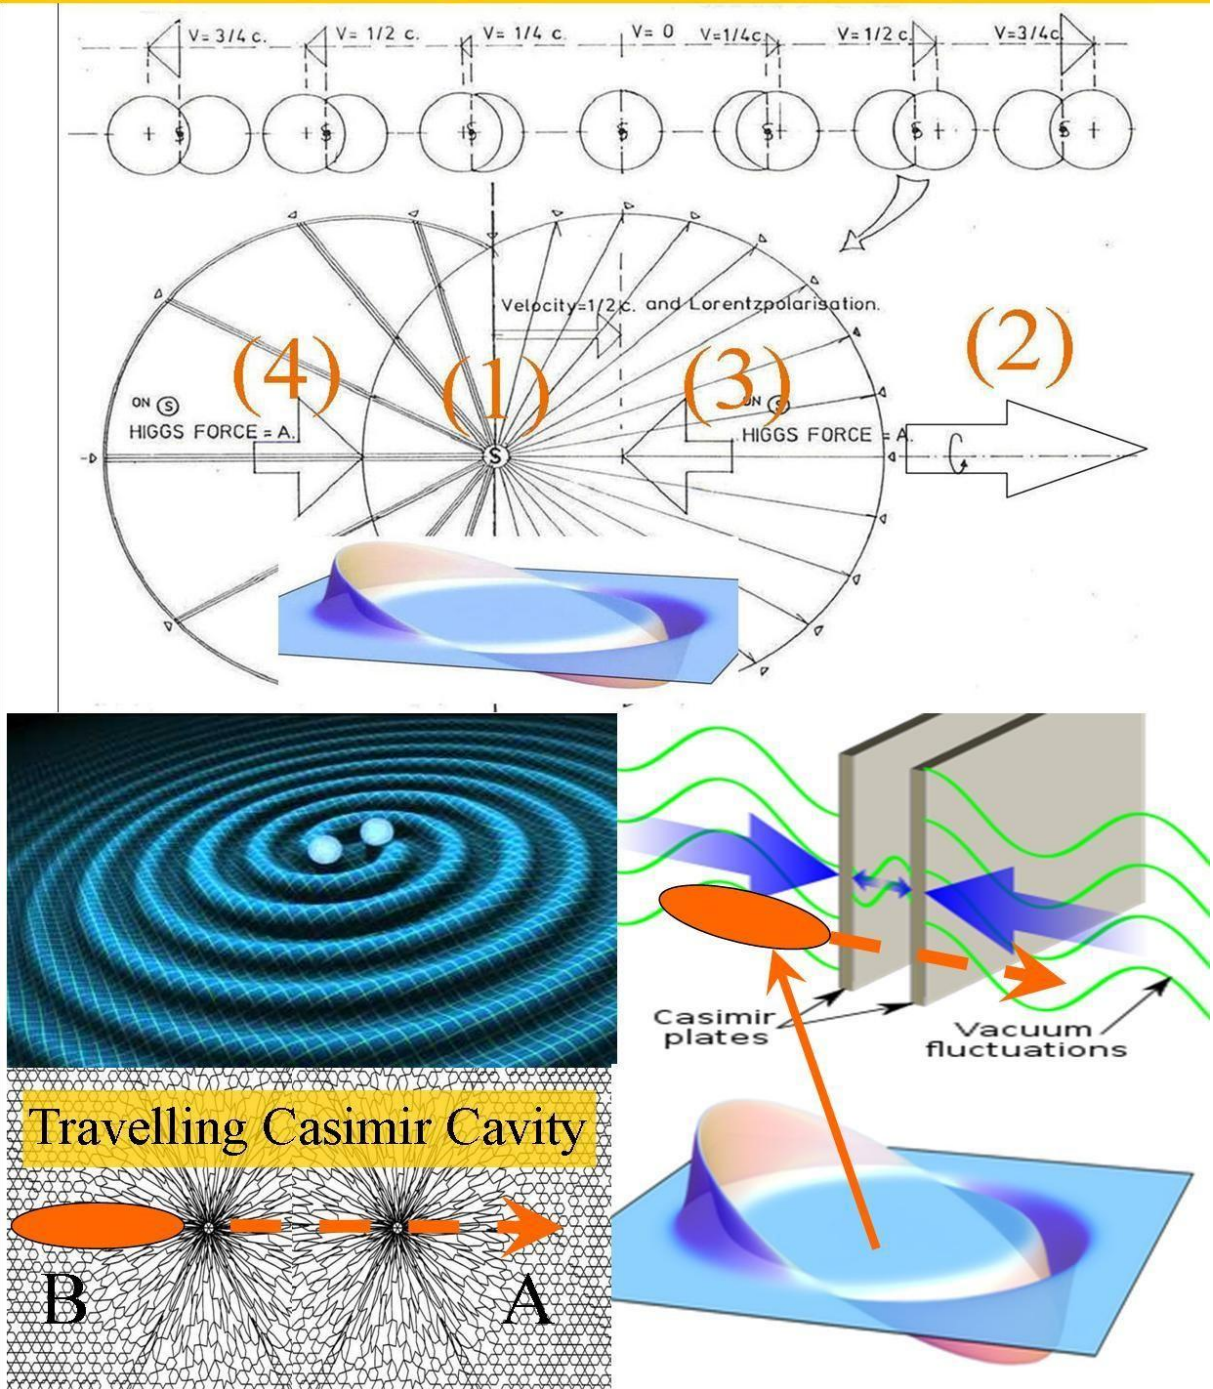 V= 3/4 c. V= 1/2 c. V= 1/4 c. V= 0 V=1/4c. V=1/2 c. V=3/4c
+ S + S + S S S + S + S +
Velocity=1/2 c. and Lorentzpolarisation.
(2)
(4) (1) (3)
ON S
HIGGS FORCE = A.
ON S
HIGGS FORCE = A.
S
Casimir
plates
Vacuum
fluctuations
Travelling Casimir Cavity
B A